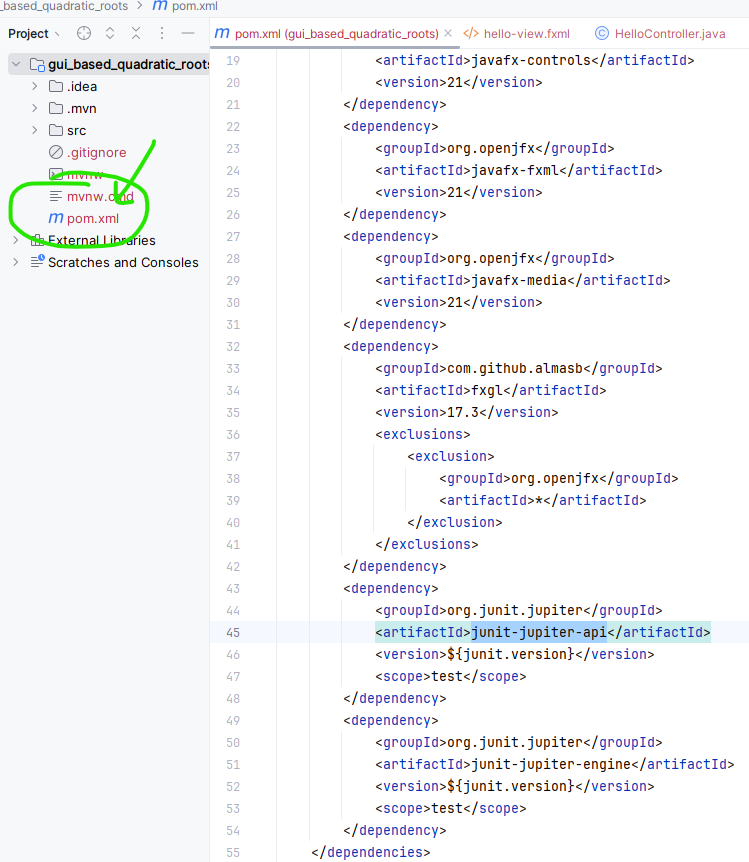 _based_quadratic_roots > m pom.xml
Project
gui_based_quadratic_roots
.idea
.mvn
src
.gitignore
mvnw
mvnw.cmd
m pom.xml
External Libraries
Scratches and Consoles
m pom.xml (gui_based_quadratic_roots) × </> hello-view.fxml © HelloController.java
19 <artifactId>javafx-controls</artifactId>
20 <version>21</version>
21 </dependency>
22 <dependency>
23 <groupId>org.openjfx</groupId>
24 <artifactId>javafx-fxml</artifactId>
25 <version>21</version>
26 </dependency>
27 <dependency>
28 <groupId>org.openjfx</groupId>
29 <artifactId>javafx-media</artifactId>
30 <version>21</version>
31 </dependency>
32 <dependency>
33 <groupId>com.github.almasb</groupId>
34 <artifactId>fxgl</artifactId>
35 <version>17.3</version>
36 <exclusions>
37 <exclusion>
38 <groupId>org.openjfx</groupId>
39 <artifactId>*</artifactId>
40 </exclusion>
41 </exclusions>
42 </dependency>
43 <dependency>
44 <groupId>org.junit.jupiter</groupId>
45 <artifactId>junit-jupiter-api</artifactId>
46 <version>${junit.version}</version>
47 <scope>test</scope>
48 </dependency>
49 <dependency>
50 <groupId>org.junit.jupiter</groupId>
51 <artifactId>junit-jupiter-engine</artifactId>
52 <version>${junit.version}</version>
53 <scope>test</scope>
54 </dependency>
55 </dependencies>